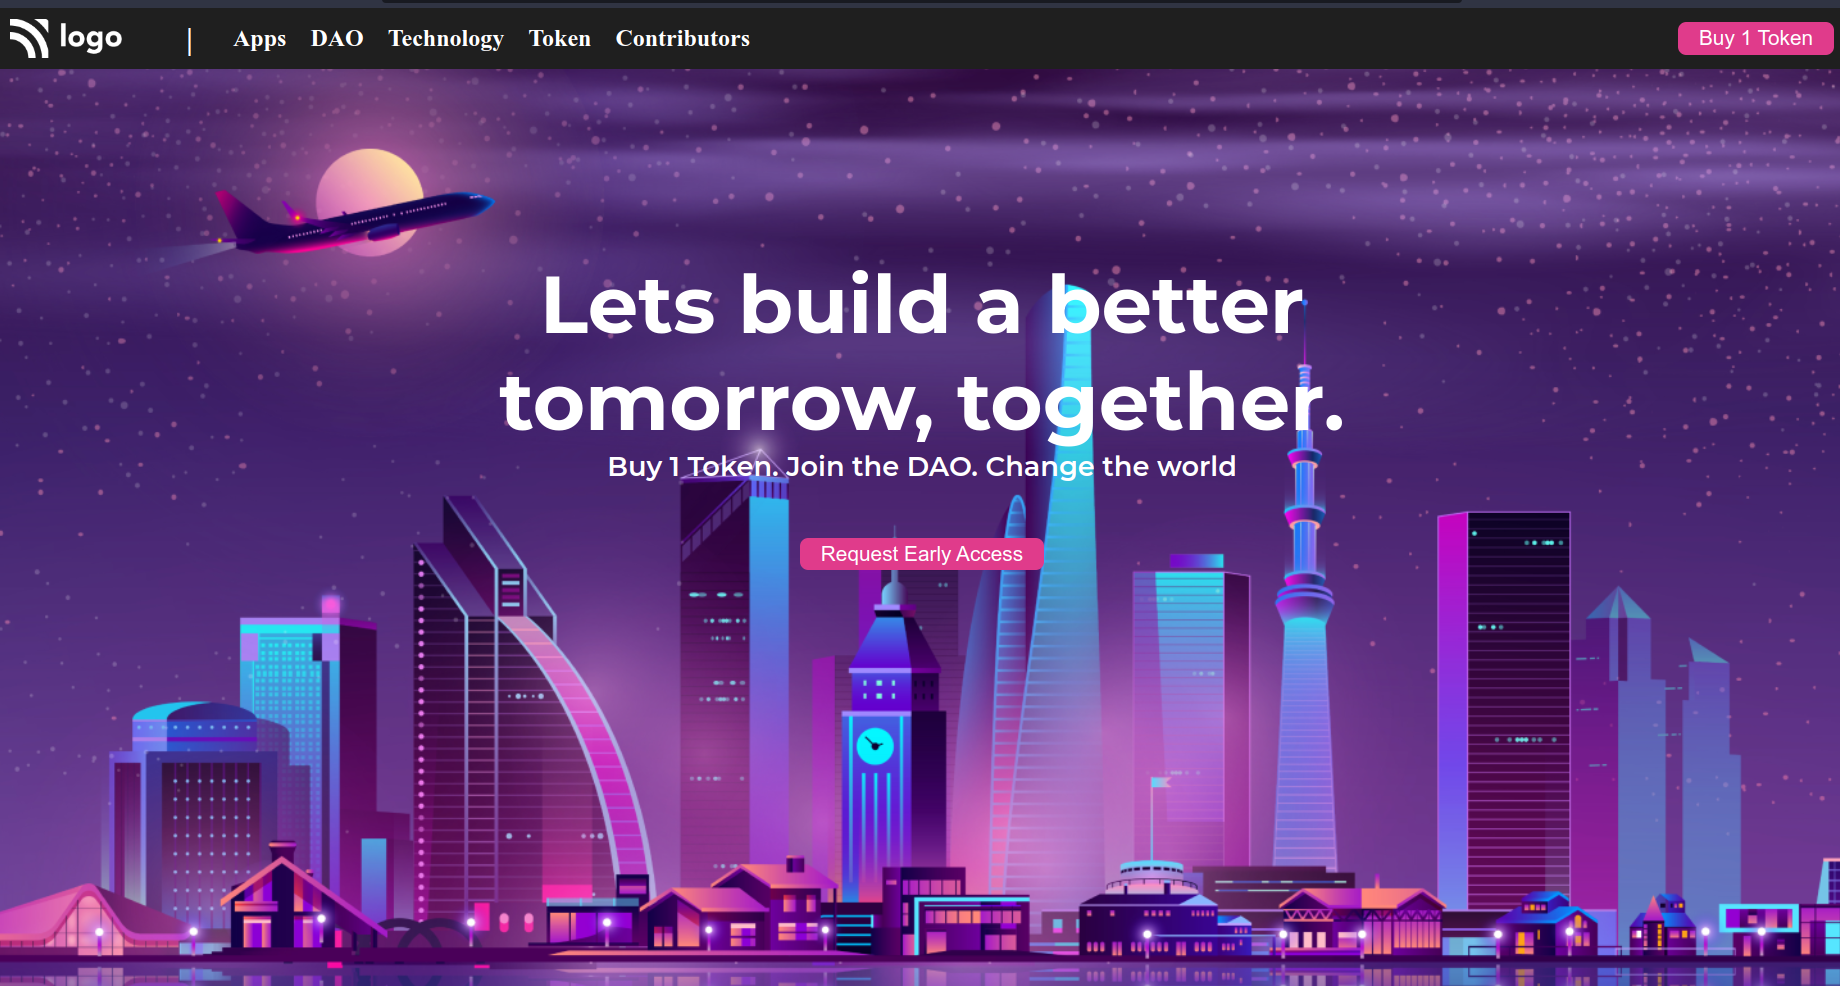 logo | Apps DAO Technology Token Contributors Buy 1 Token
Lets build a better
tomorrow, together.
Buy 1 Token. Join the DAO. Change the world
Request Early Access